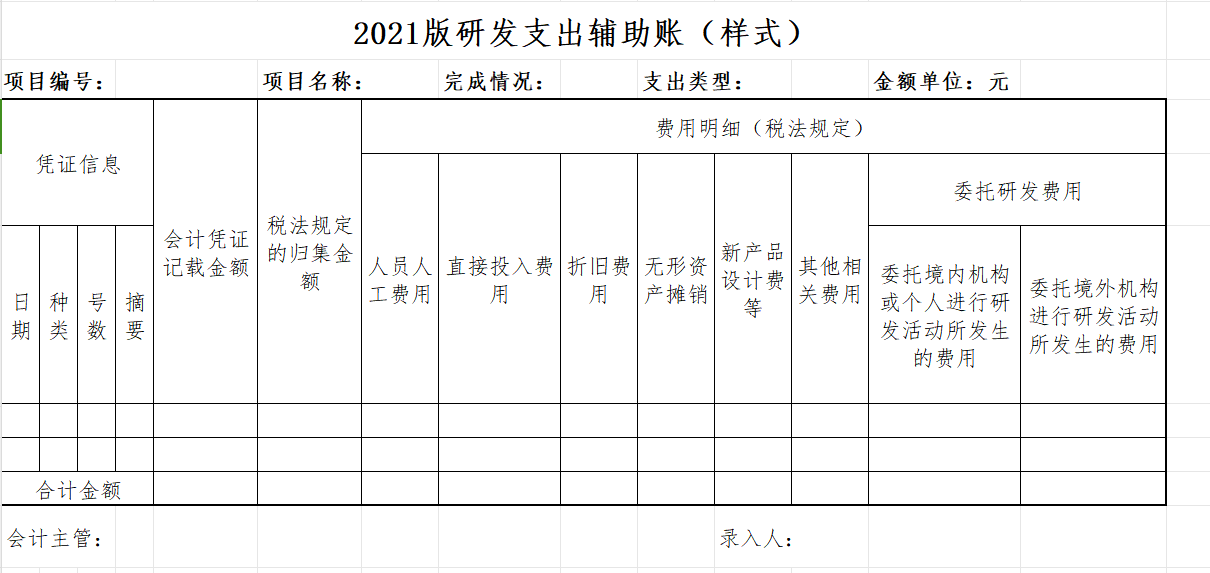 2021版研发支出辅助账（样式）
项目编号： 项目名称： 完成情况： 支出类型： 金额单位：元
凭证信息
会计凭证
记载金额
税法规定
的归集金
额
费用明细（税法规定）
人员人
工费用
直接投入费
用
折旧费
用
无形资
产摊销
新产品
设计费
等
其他相
关费用
委托研发费用
日
期
种
类
号
数
摘
要
委托境内机构
或个人进行研
发活动所发生
的费用
委托境外机构
进行研发活动
所发生的费用
合计金额
会计主管： 录入人：